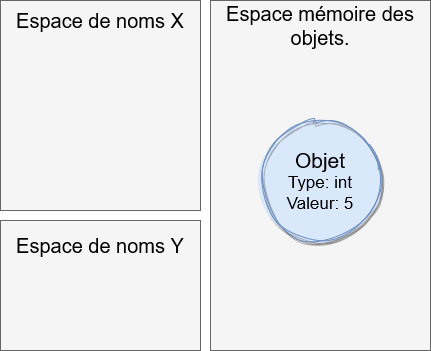 Espace de noms X
Espace de noms Y
Espace mémoire des
objets.
Objet
Type: int
Valeur: 5